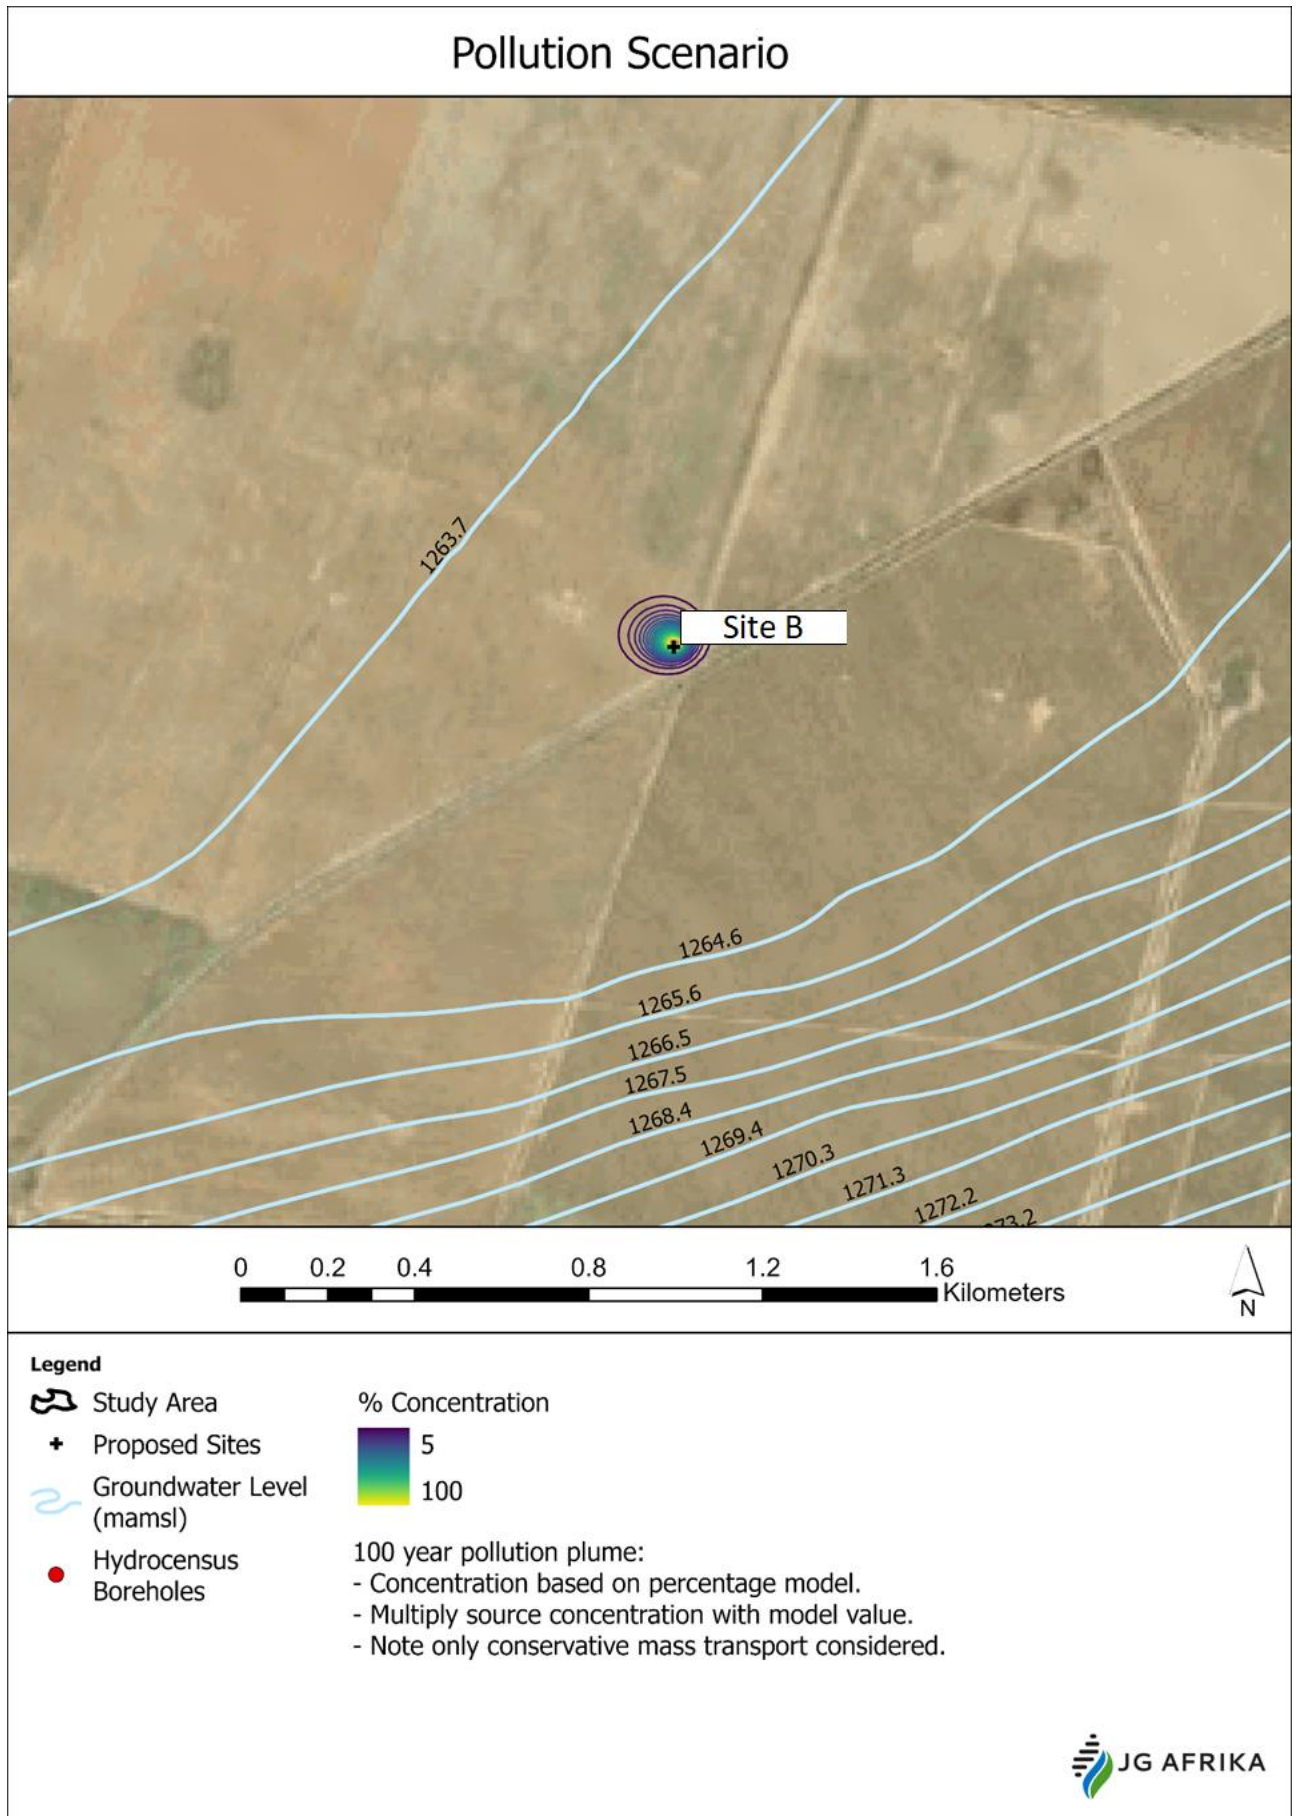 Pollution Scenario
1263.7
Site B
1264.6
1265.6
1266.5
1267.5
1268.4
1269.4
1270.3
1271.3
1272.2
73.2
0 0.2 0.4 0.8 1.2 1.6
Kilometers
N
Legend
Study Area
Proposed Sites
Groundwater Level
(mamsl)
Hydrocensus
Boreholes
% Concentration
5
100
100 year pollution plume:
- Concentration based on percentage model.
- Multiply source concentration with model value.
- Note only conservative mass transport considered.
JG AFRIKA